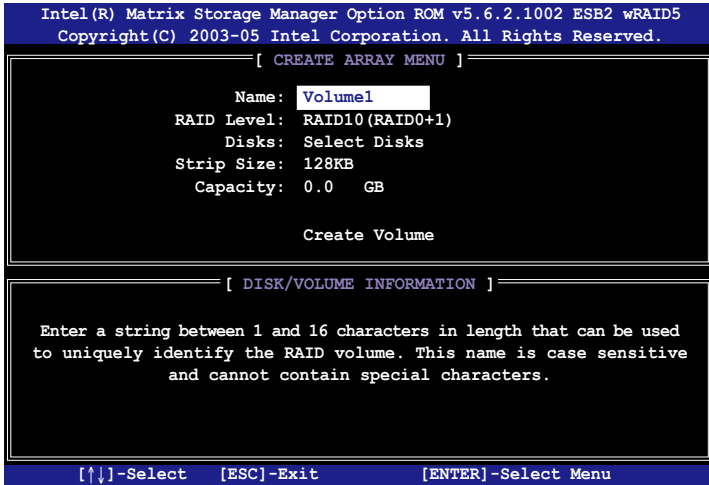 Intel(R) Matrix Storage Manager Option ROM v5.6.2.1002 ESB2 wRAID5
Copyright(C) 2003-05 Intel Corporation. All Rights Reserved.
[ CREATE ARRAY MENU ]
Name: Volume1
RAID Level: RAID10(RAID0+1)
Disks: Select Disks
Strip Size: 128KB
Capacity: 0.0 GB
Create Volume
[ DISK/VOLUME INFORMATION ]
Enter a string between 1 and 16 characters in length that can be used
to uniquely identify the RAID volume. This name is case sensitive
and cannot contain special characters.
[↑↓]-Select [ESC]-Exit [ENTER]-Select Menu